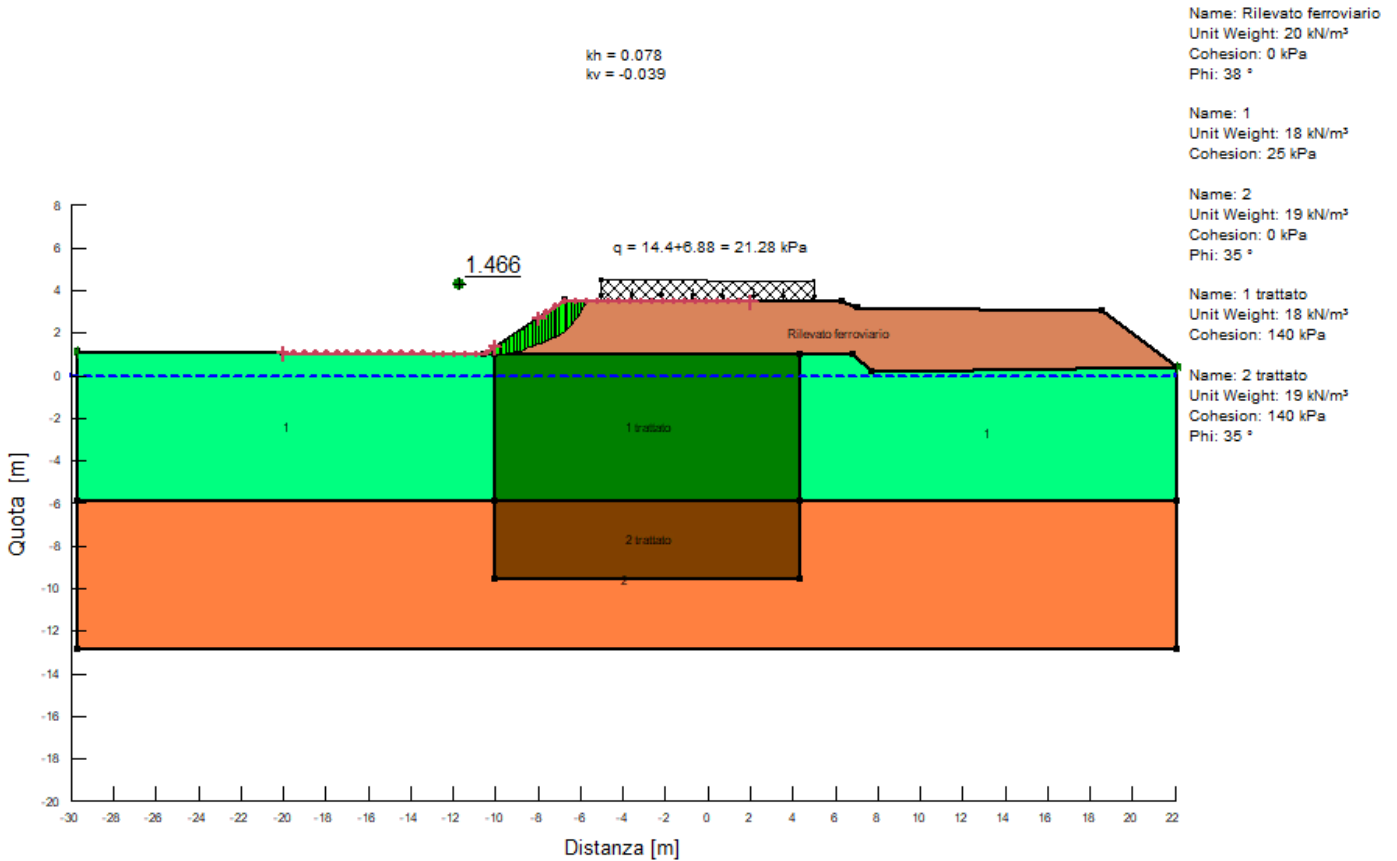 Name: Rilevato ferroviario
Unit Weight: 20 kN/m³
Cohesion: 0 kPa
Phi: 38 °
Name: 1
Unit Weight: 18 kN/m³
Cohesion: 25 kPa
Name: 2
Unit Weight: 19 kN/m³
Cohesion: 0 kPa
Phi: 35 °
Name: 1 trattato
Unit Weight: 18 kN/m³
Cohesion: 140 kPa
Name: 2 trattato
Unit Weight: 19 kN/m³
Cohesion: 140 kPa
Phi: 35 °
kh = 0.078
kv = -0.039
q = 14.4+6.88 = 21.28 kPa
1.466
Rilevato ferroviario
1
1 trattato
1
2 trattato
2
Quota [m]
8
6
4
2
0
-2
-4
-6
-8
-10
-12
-14
-16
-18
-20
-30 -28 -26 -24 -22 -20 -18 -16 -14 -12 -10 -8 -6 -4 -2 0 2 4 6 8 10 12 14 16 18 20 22
Distanza [m]